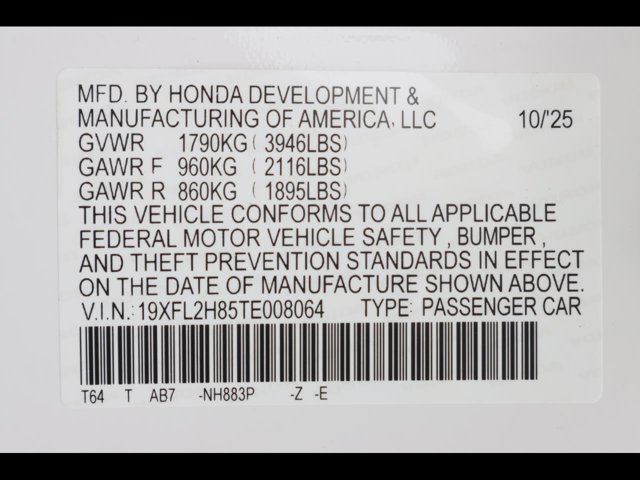 MFD. BY HONDA DEVELOPMENT &
MANUFACTURING OF AMERICA, LLC 10/'25
GVWR 1790KG ( 3946LBS)
GAWR F 960KG ( 2116LBS)
GAWR R 860KG ( 1895LBS)
THIS VEHICLE CONFORMS TO ALL APPLICABLE
FEDERAL MOTOR VEHICLE SAFETY , BUMPER ,
AND THEFT PREVENTION STANDARDS IN EFFECT
ON THE DATE OF MANUFACTURE SHOWN ABOVE.
V.I.N.: 19XFL2H85TE008064 TYPE: PASSENGER CAR
T64 T AB7 -NH883P -Z -E